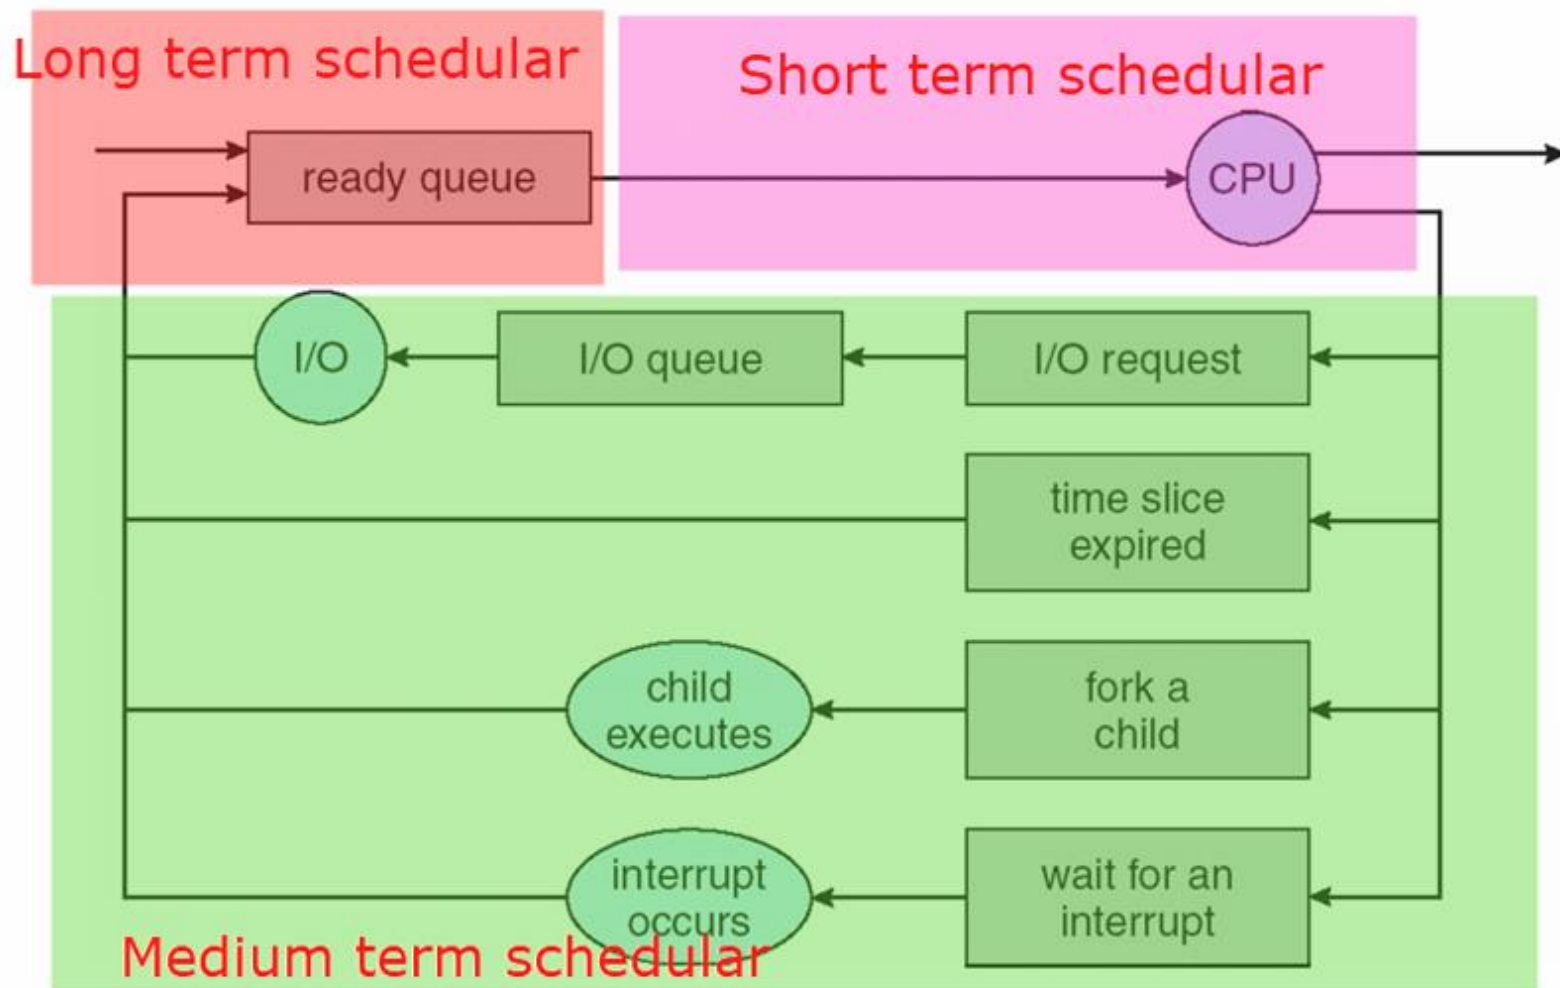 Long term schedular
Short term schedular
ready queue
CPU
I/O
I/O queue
I/O request
time slice
expired
child
executes
fork a
child
interrupt
occurs
wait for an
interrupt
Medium term schedular